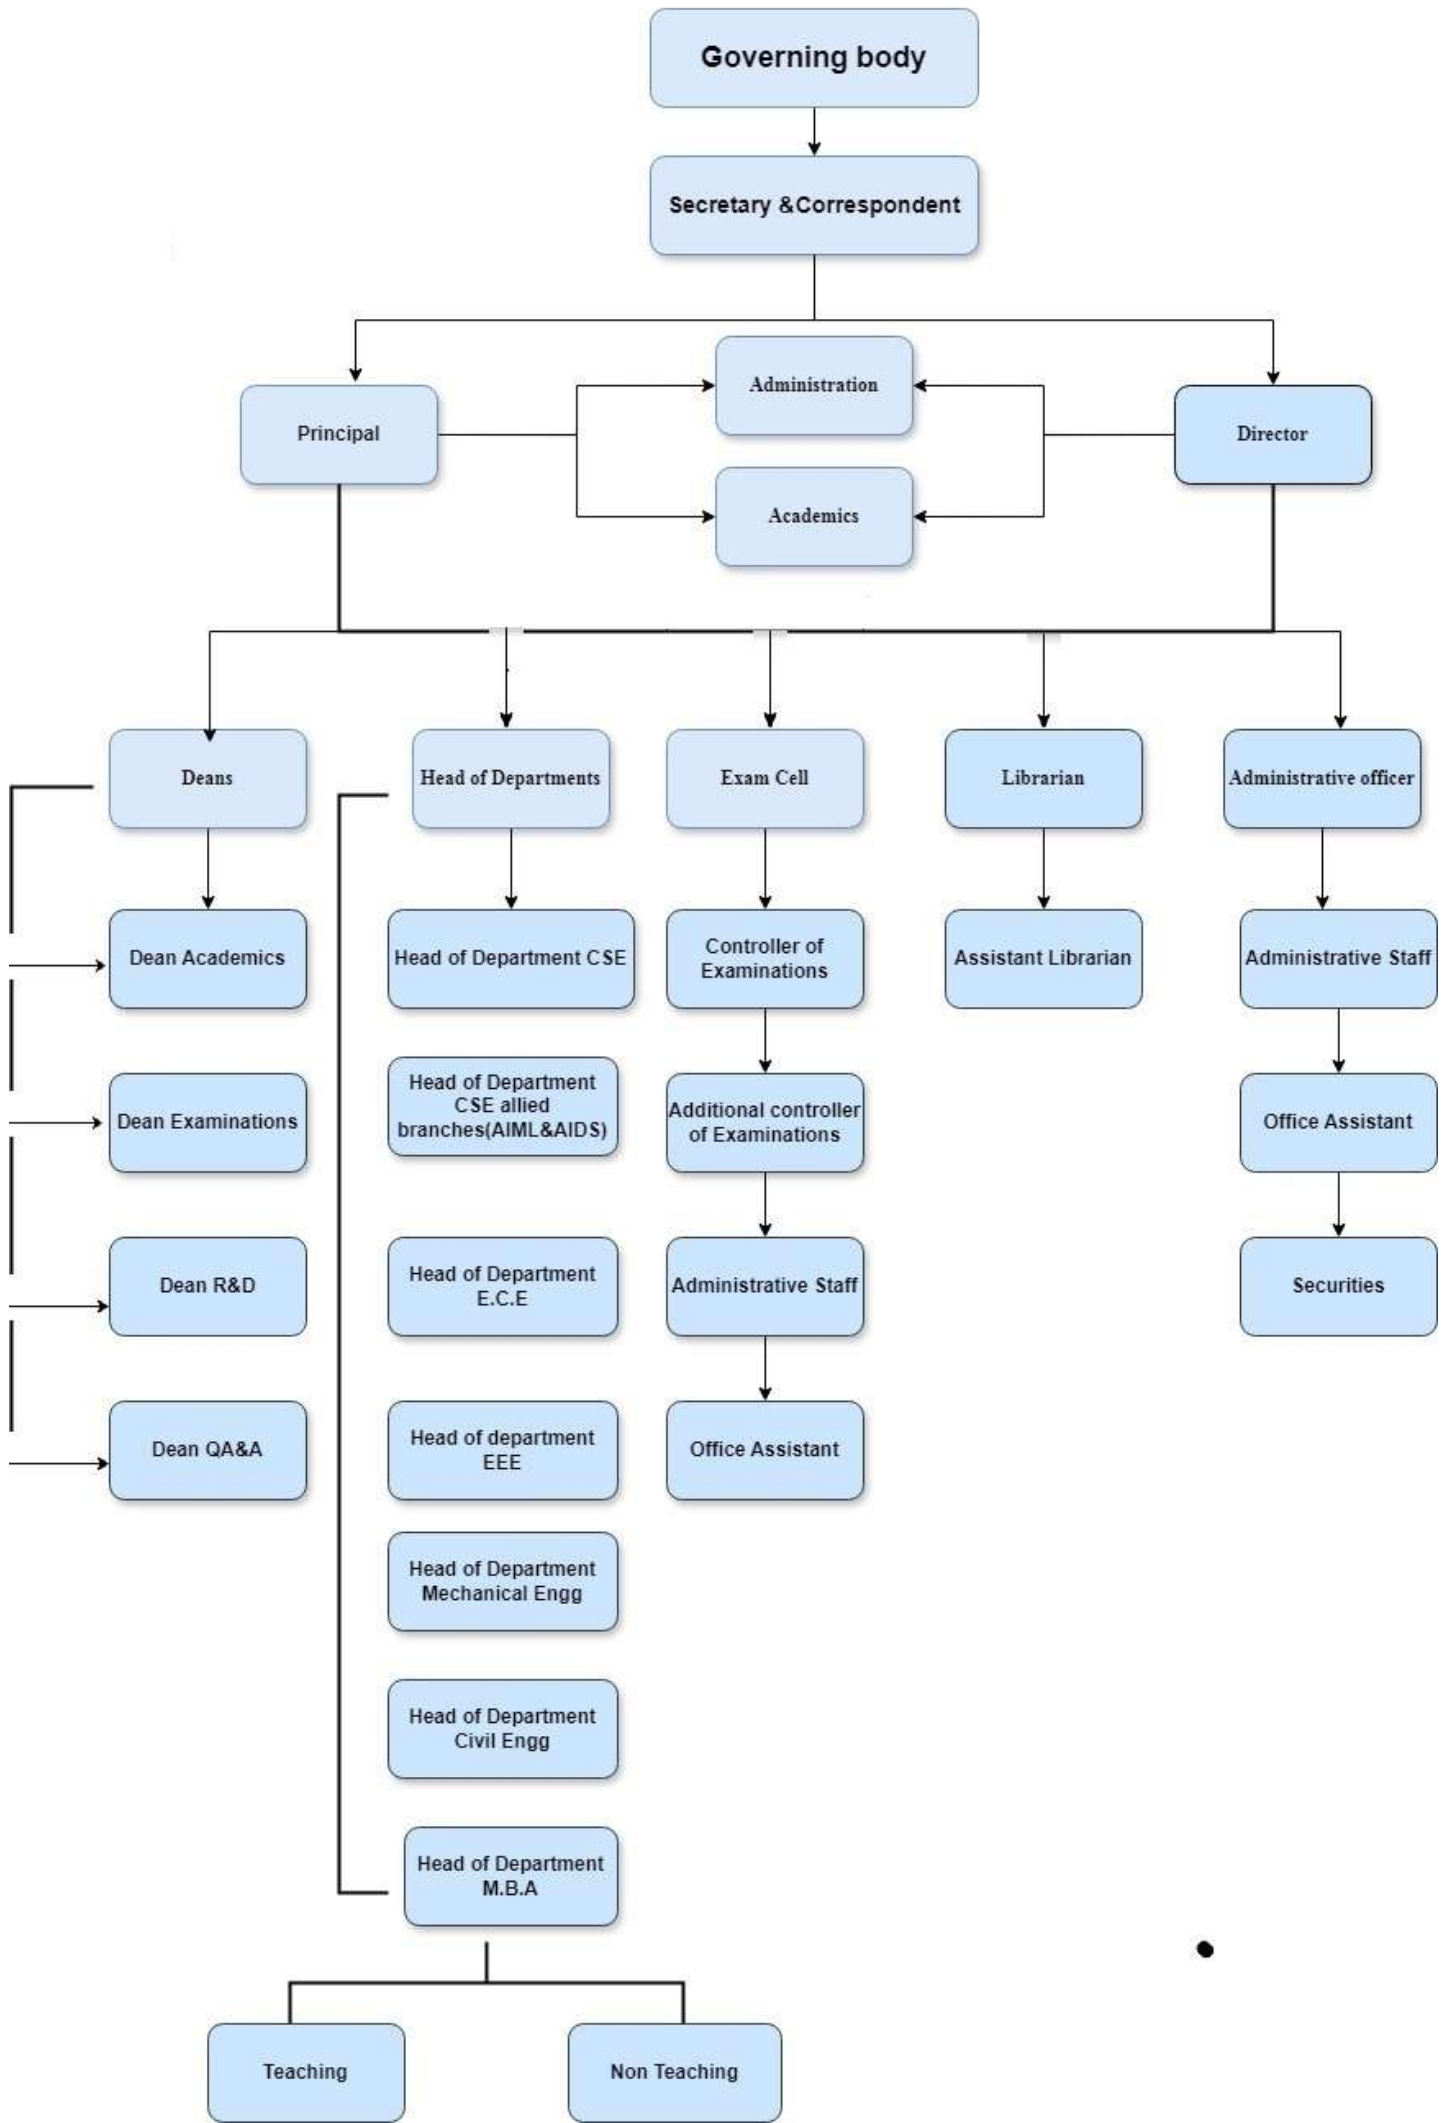 Governing body
Secretary &Correspondent
Administration
Principal
Director
Academics
Deans
Head of Departments
Exam Cell
Librarian
Administrative officer
Dean Academics
Head of Department CSE
Controller of
Examinations
Assistant Librarian
Administrative Staff
Dean Examinations
Head of Department
CSE allied
branches(AIML&AIDS)
Additional controller
of Examinations
Office Assistant
Dean R&D
Head of Department
E.C.E
Administrative Staff
Securities
Dean QA&A
Head of department
EEE
Office Assistant
Head of Department
Mechanical Engg
Head of Department
Civil Engg
Head of Department
M.B.A
Teaching
Non Teaching